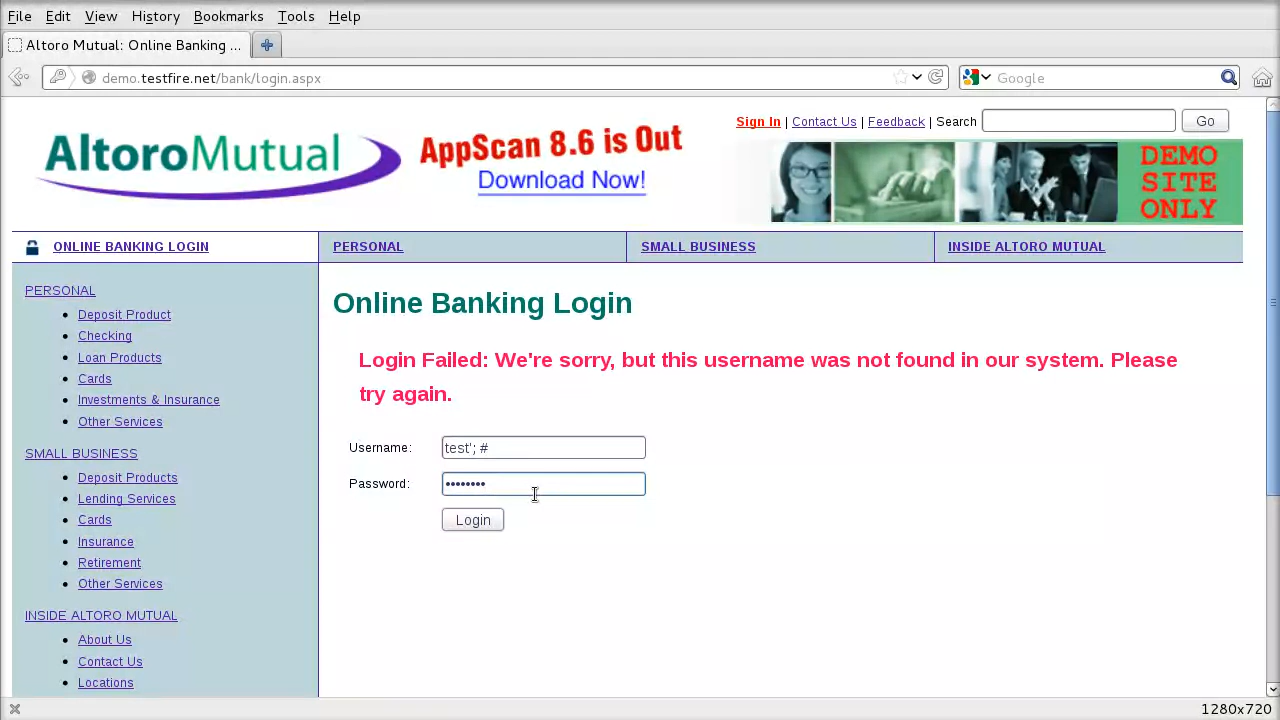 File Edit View History Bookmarks Tools Help
Altoro Mutual: Online Banking ...
demo.testfire.net/bank/login.aspx
Google
Sign In | Contact Us | Feedback | Search
Go
AltoroMutual
AppScan 8.6 is Out
Download Now!
DEMO
SITE
ONLY
ONLINE BANKING LOGIN
PERSONAL
SMALL BUSINESS
INSIDE ALTORO MUTUAL
PERSONAL
Deposit Product
Checking
Loan Products
Cards
Investments & Insurance
Other Services
SMALL BUSINESS
Deposit Products
Lending Services
Cards
Insurance
Retirement
Other Services
INSIDE ALTORO MUTUAL
About Us
Contact Us
Locations
Online Banking Login
Login Failed: We're sorry, but this username was not found in our system. Please
try again.
Username: test'; #
Password: ••••••••
Login
1280x720